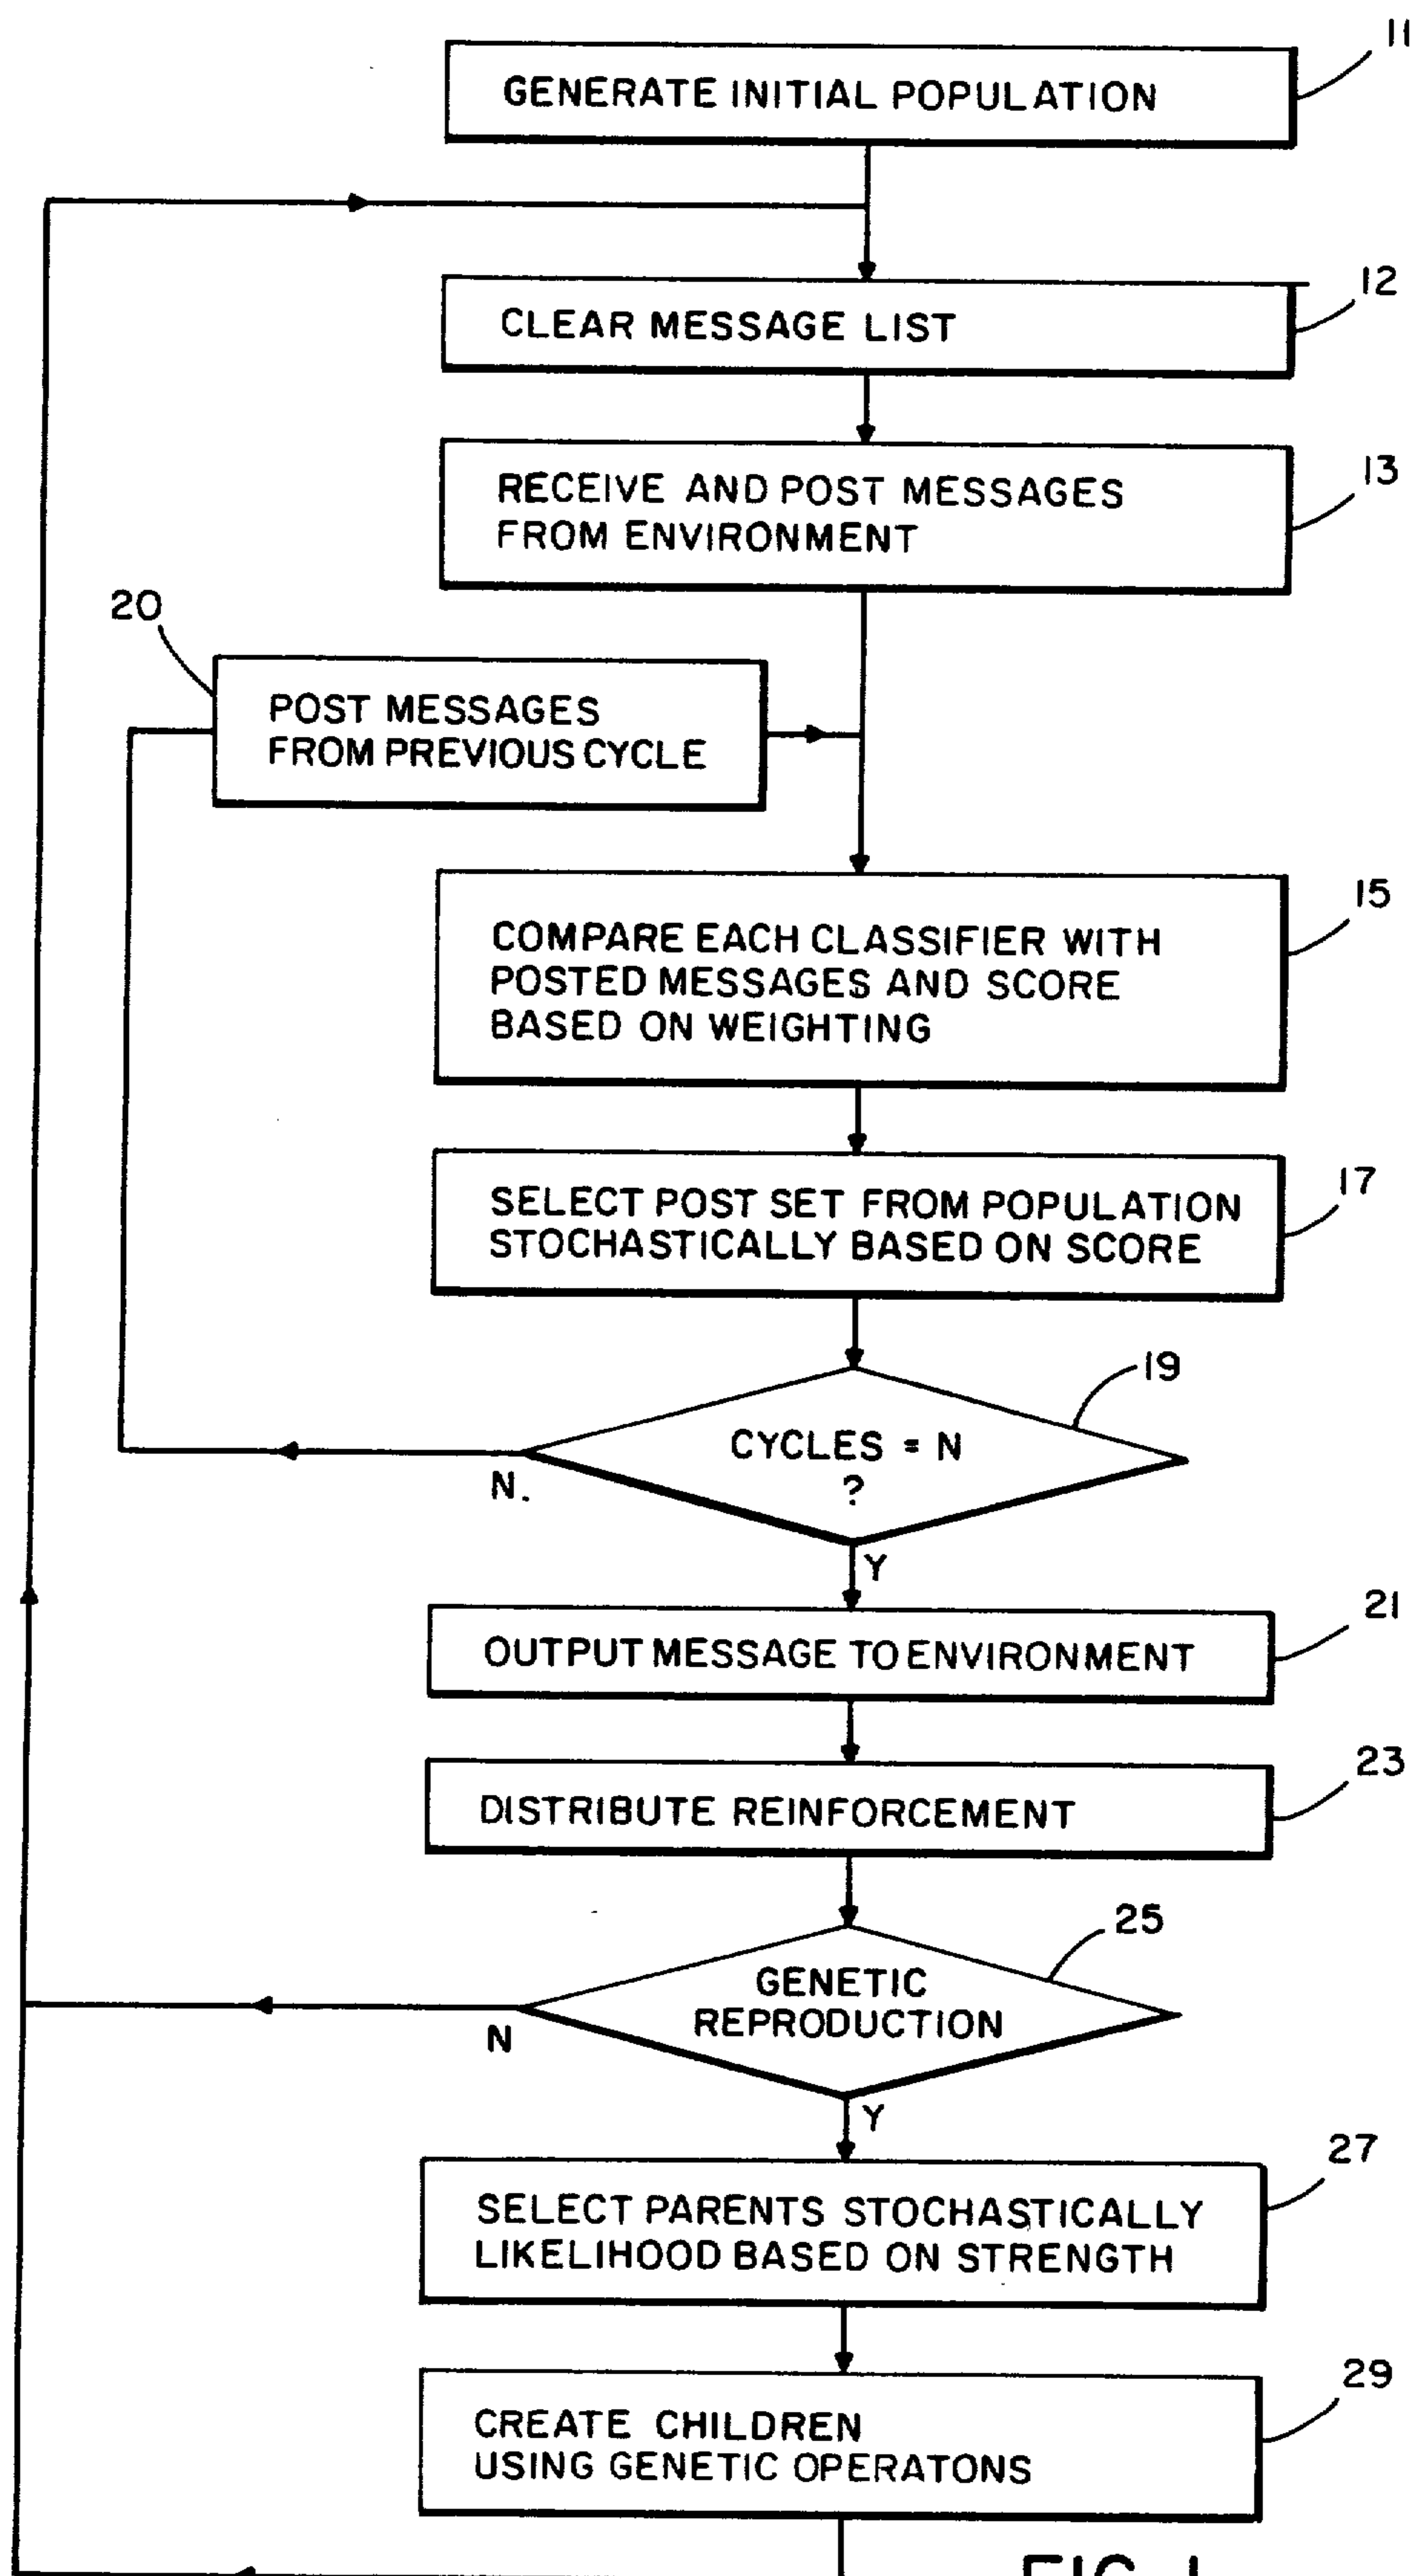 11
GENERATE INITIAL POPULATION
12
CLEAR MESSAGE LIST
13
RECEIVE AND POST MESSAGES
FROM ENVIRONMENT
20
POST MESSAGES
FROM PREVIOUS CYCLE
15
COMPARE EACH CLASSIFIER WITH
POSTED MESSAGES AND SCORE
BASED ON WEIGHTING
17
SELECT POST SET FROM POPULATION
STOCHASTICALLY BASED ON SCORE
19
CYCLES = N
?
N.
Y
21
OUTPUT MESSAGE TO ENVIRONMENT
23
DISTRIBUTE REINFORCEMENT
25
GENETIC
REPRODUCTION
N
Y
27
SELECT PARENTS STOCHASTICALLY
LIKELIHOOD BASED ON STRENGTH
29
CREATE CHILDREN
USING GENETIC OPERATONS
FIG. 1